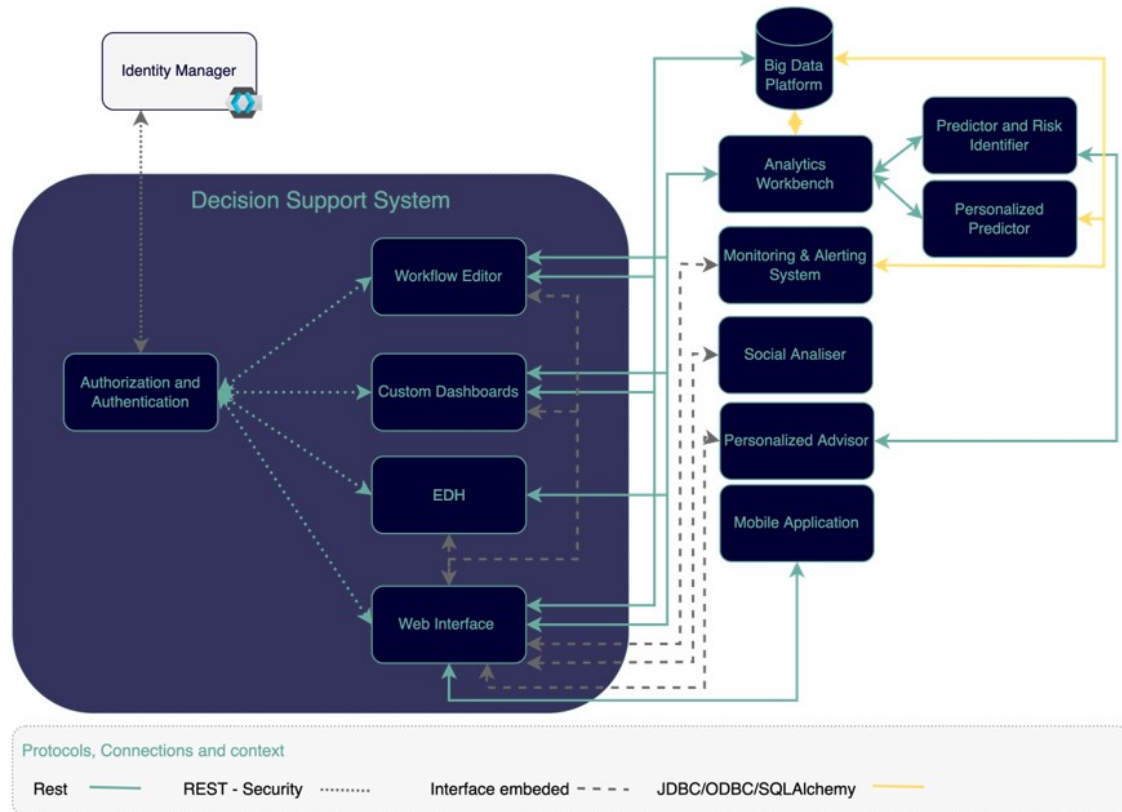 Identity Manager
Big Data
Platform
Predictor and Risk
Identifier
Analytics
Workbench
Decision Support System
Personalized
Predictor
Workflow Editor
Monitoring & Alerting
System
Social Analiser
Authorization and
Authentication
Custom Dashboards
Personalized Advisor
EDH
Mobile Application
Web Interface
Protocols, Connections and context
Rest
REST - Security
Interface embeded
JDBC/ODBC/SQLAlchemy